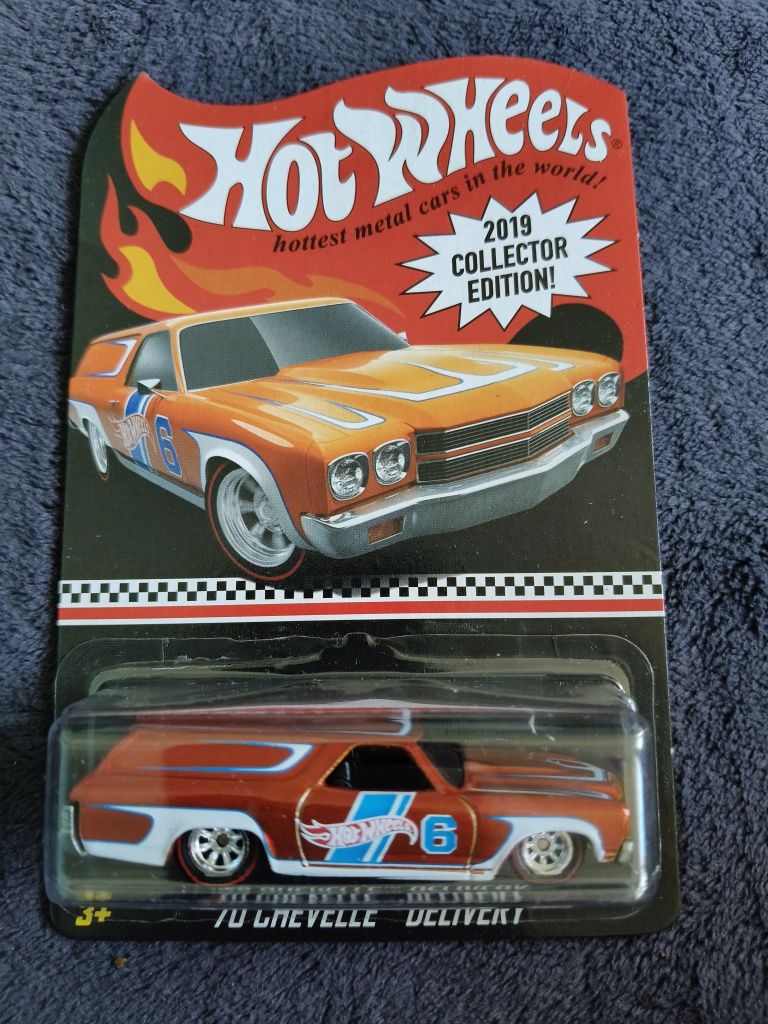 HOT WHEELS®
hottest metal cars in the world!
2019
COLLECTOR
EDITION!
HOT WHEELS
6
HOT WHEELS
6
3+
'70 CHEVELLE DELIVERY